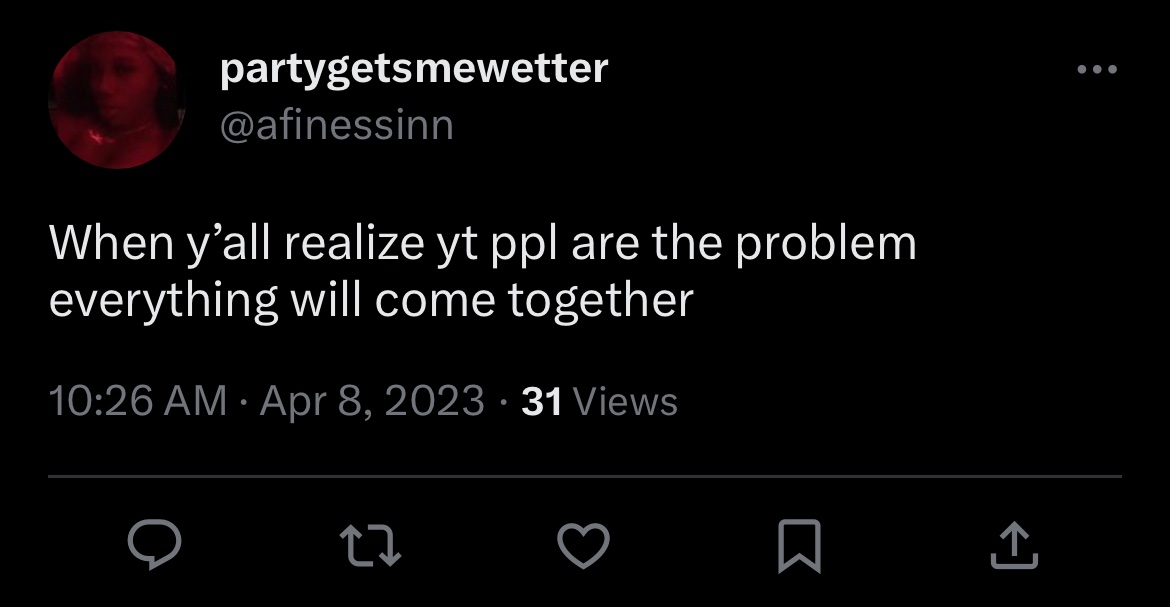 partygetsmewetter
@afinessinn
When y’all realize yt ppl are the problem
everything will come together
10:26 AM · Apr 8, 2023 · 31 Views